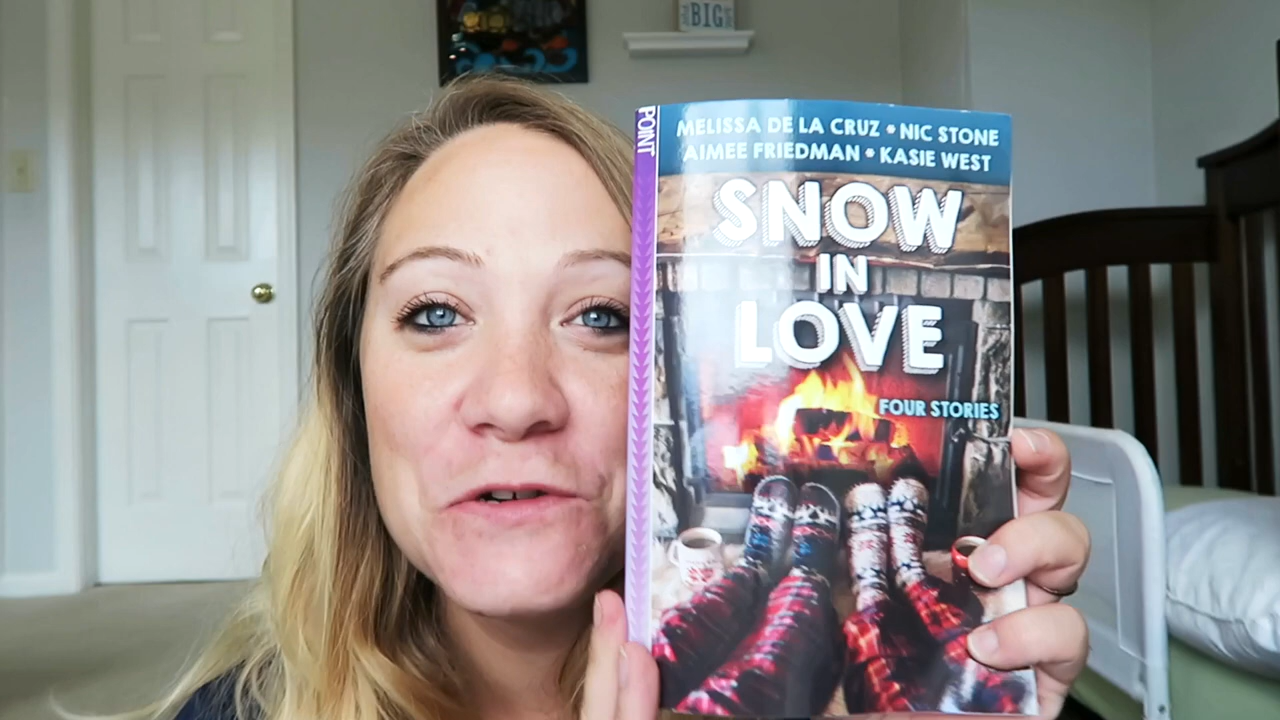 BIG
POINT
MELISSA DE LA CRUZ * NIC STONE
AIMEE FRIEDMAN * KASIE WEST
SNOW
IN
LOVE
FOUR STORIES